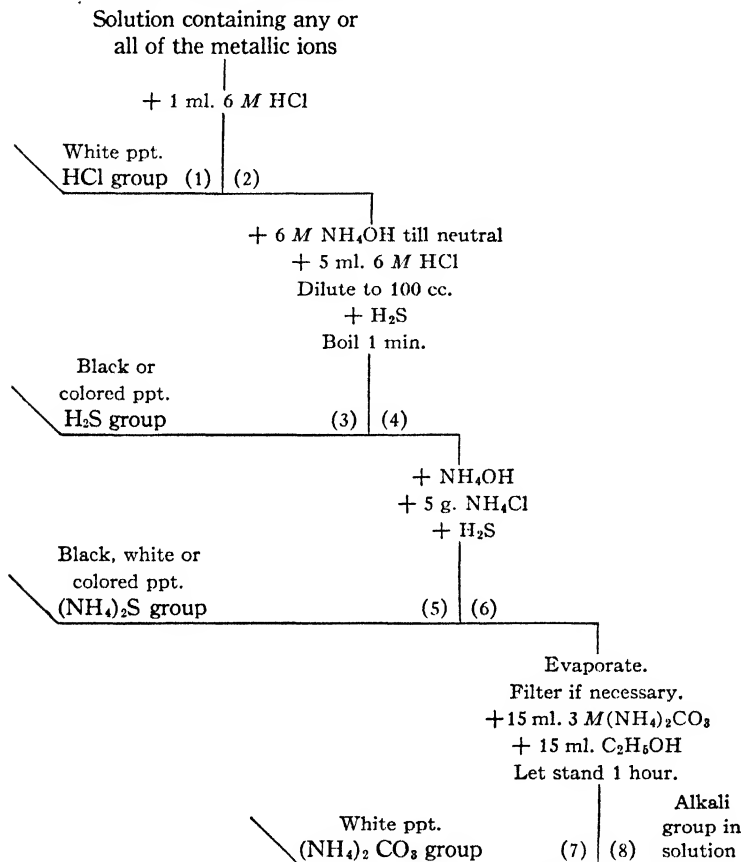 Solution containing any or
all of the metallic ions
+ 1 ml. 6 M HCl
White ppt.
HCl group (1) (2)
+ 6 M NH₄OH till neutral
+ 5 ml. 6 M HCl
Dilute to 100 cc.
+ H₂S
Boil 1 min.
Black or
colored ppt.
H₂S group (3) (4)
+ NH₄OH
+ 5 g. NH₄Cl
+ H₂S
Black, white or
colored ppt.
(NH₄)₂S group (5) (6)
Evaporate.
Filter if necessary.
+15 ml. 3 M(NH₄)₂CO₃
+ 15 ml. C₂H₅OH
Let stand 1 hour.
White ppt.
(NH₄)₂ CO₃ group (7) (8)
Alkali
group in
solution